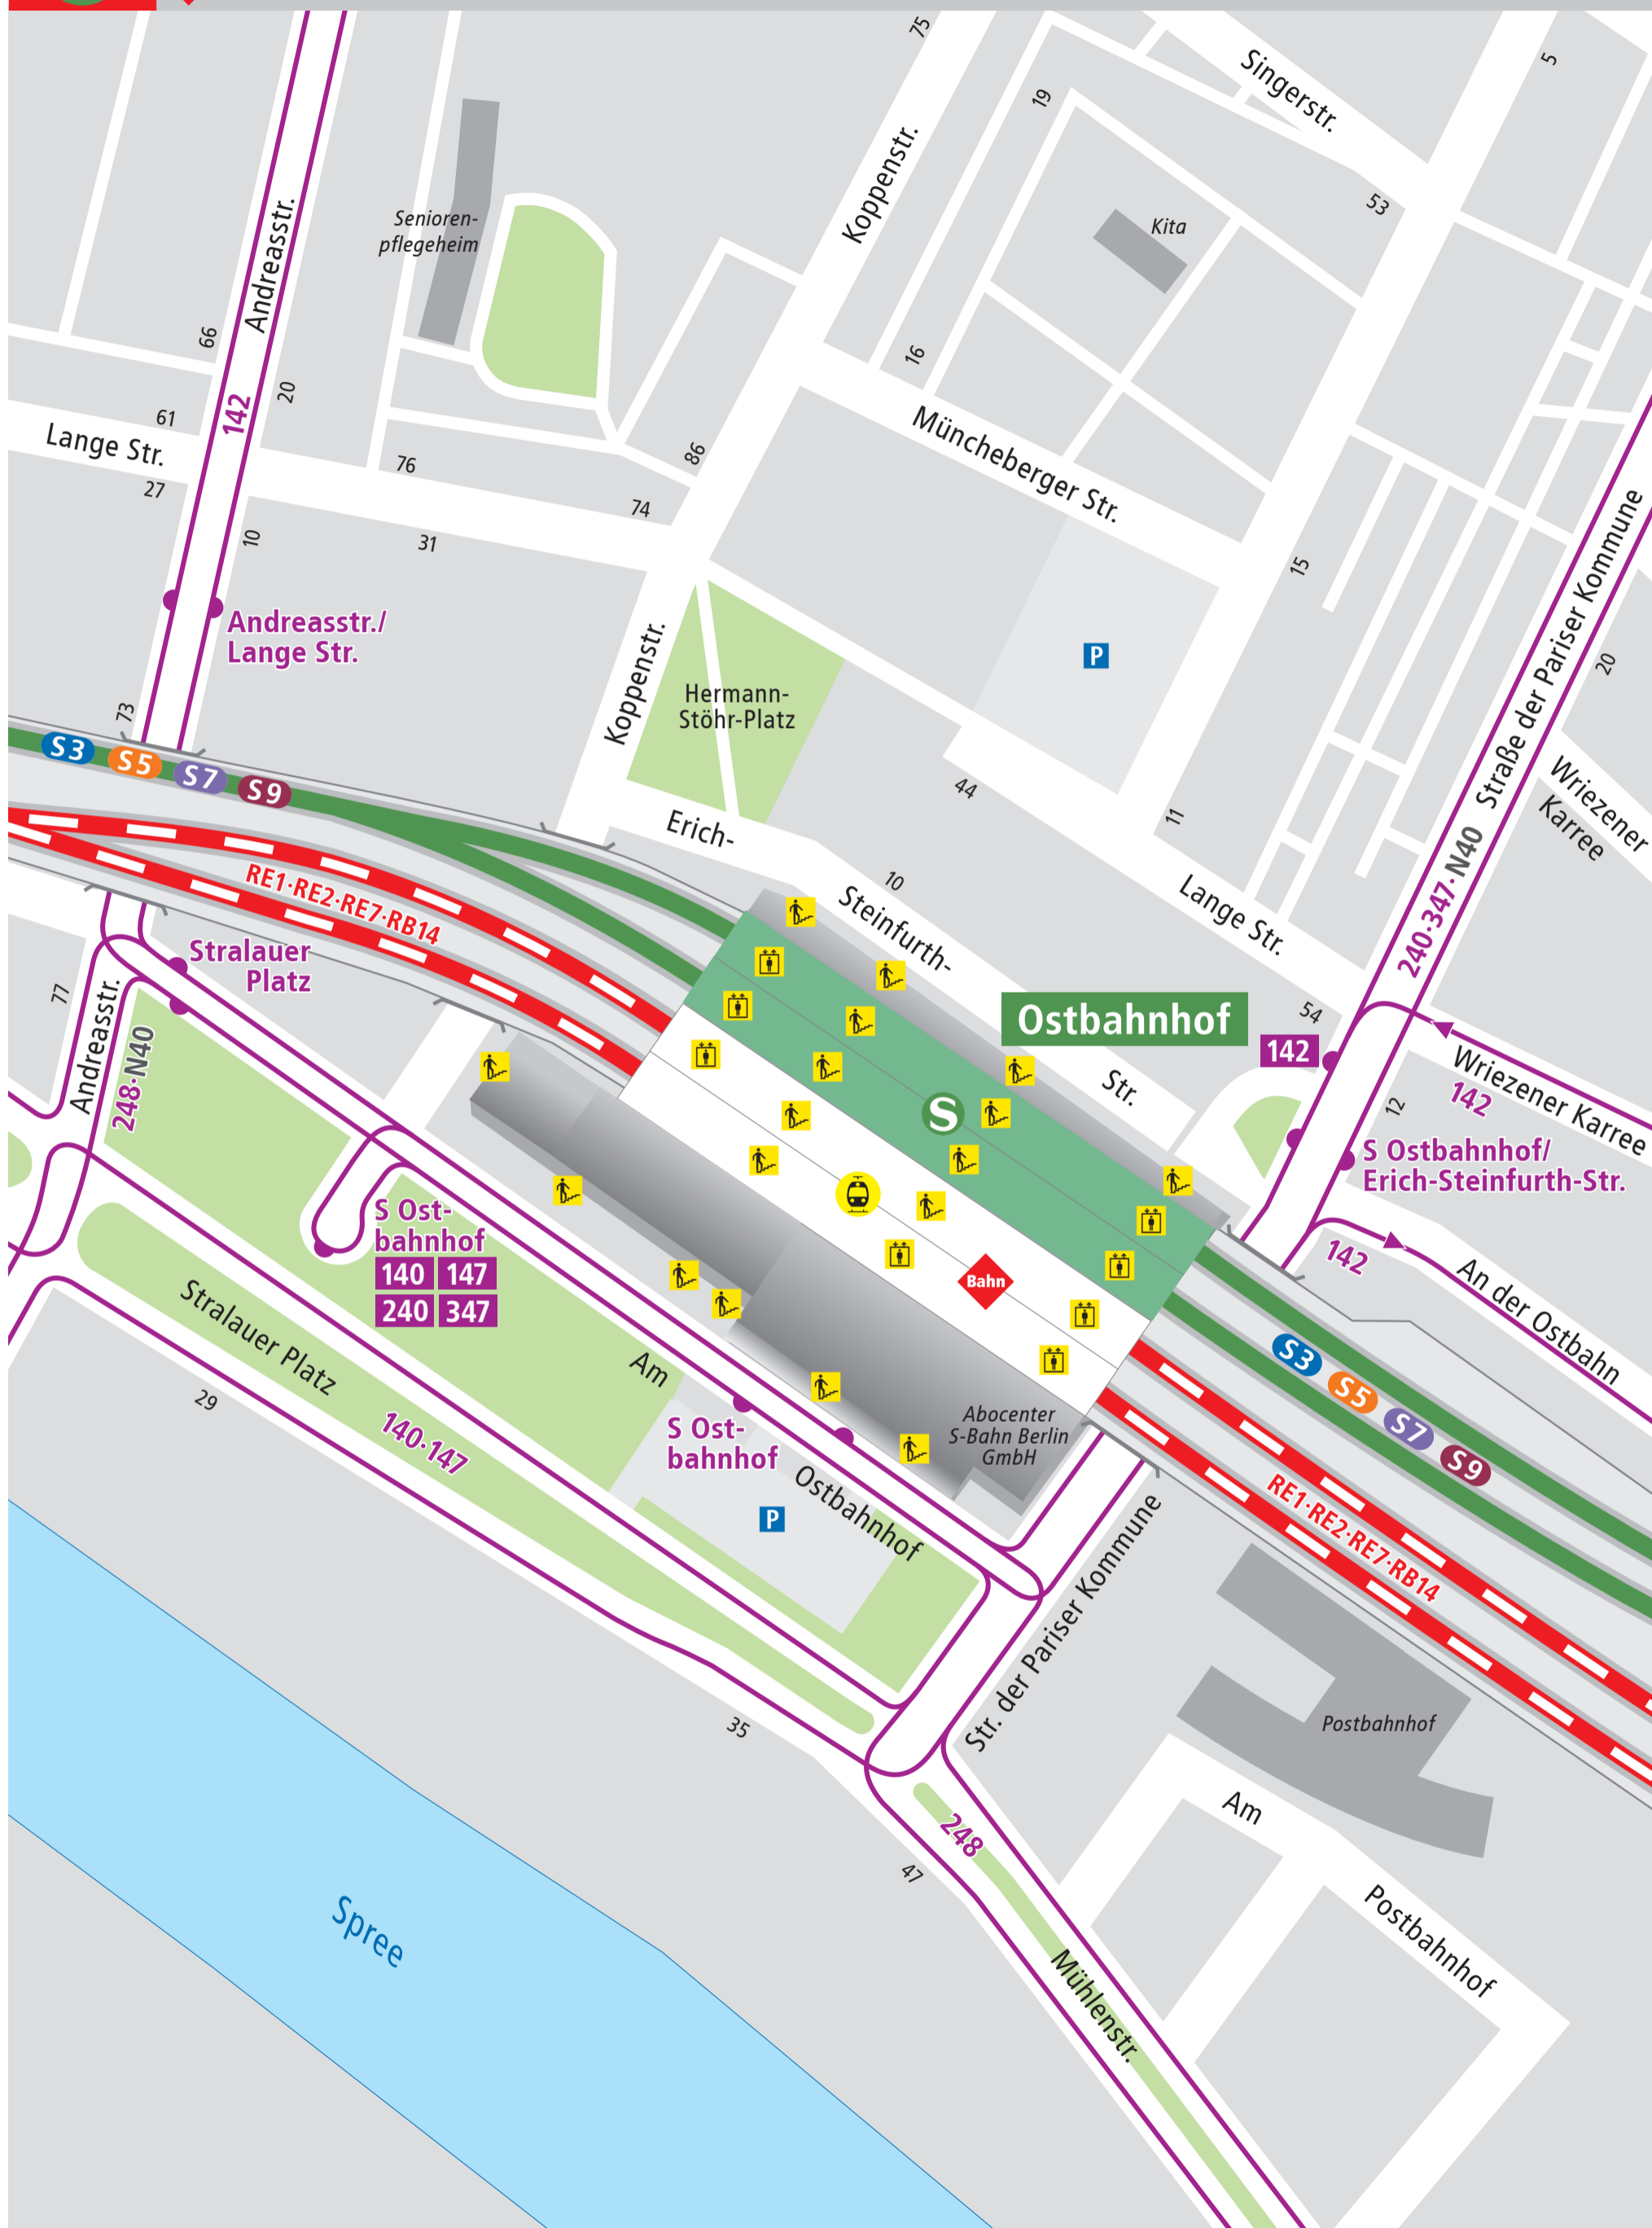 75
5
Singerstr.
19
Koppenstr.
53
Senioren-
pflegeheim
Kita
Andreasstr.
66
16
20
142
61
Lange Str.
Müncheberger Str.
76
86
27
74
10
31
15
Straße der Pariser Kommune
Andreasstr./
Lange Str.
Koppenstr.
P
20
Hermann-
Stöhr-Platz
73
S3
S5
S7
S9
44
11
Wriezener
Karree
Erich-
240·347·N40
RE1·RE2·RE7·RB14
10
Steinfurth-
Lange Str.
Stralauer
Platz
77
Andreasstr.
248·N40
Ostbahnhof
54
142
Str.
Wriezener Karree
142
12
S
S Ostbahnhof/
Erich-Steinfurth-Str.
S Ost-
bahnhof
140 147
240 347
142
An der Ostbahn
Bahn
Stralauer Platz
29
Am
140·147
S3
S5
S7
S9
Abocenter
S-Bahn Berlin
GmbH
S Ost-
bahnhof
Ostbahnhof
P
RE1·RE2·RE7·RB14
Str. der Pariser Kommune
35
Postbahnhof
Am
248
47
Postbahnhof
Spree
Mühlenstr.